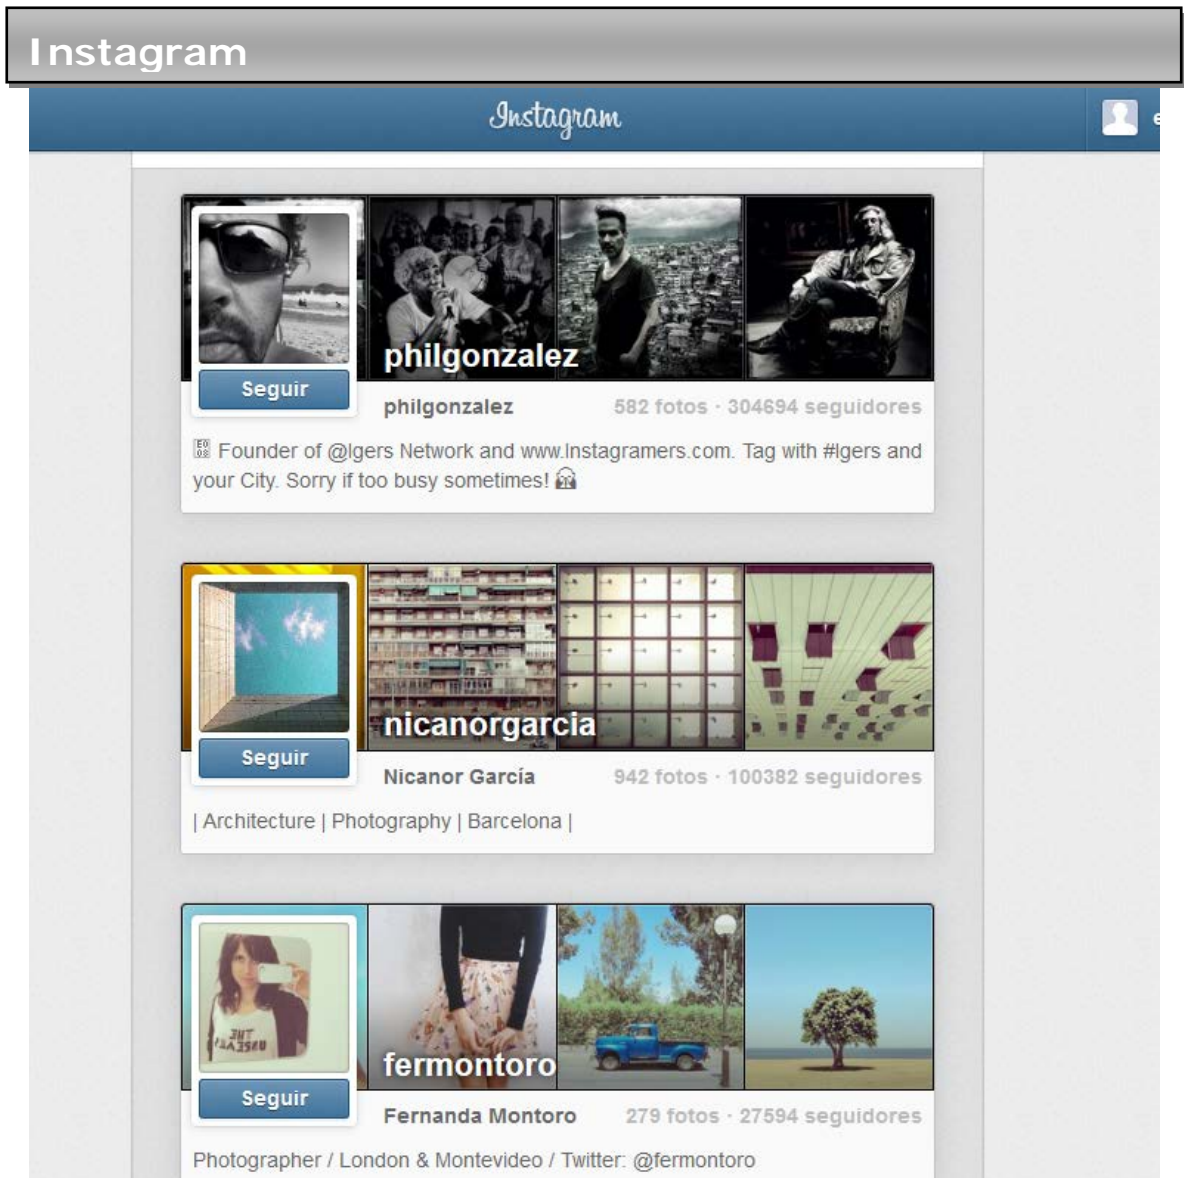 Instagram
Instagram
e
philgonzalez
Seguir
philgonzalez
582 fotos · 304694 seguidores
Founder of @Igers Network and www.Instagramers.com. Tag with #Igers and
your City. Sorry if too busy sometimes!
nicanorgarcia
Seguir
Nicanor García
942 fotos · 100382 seguidores
| Architecture | Photography | Barcelona |
THE
fermontoro
Seguir
Fernanda Montoro
279 fotos · 27594 seguidores
Photographer / London & Montevideo / Twitter: @fermontoro